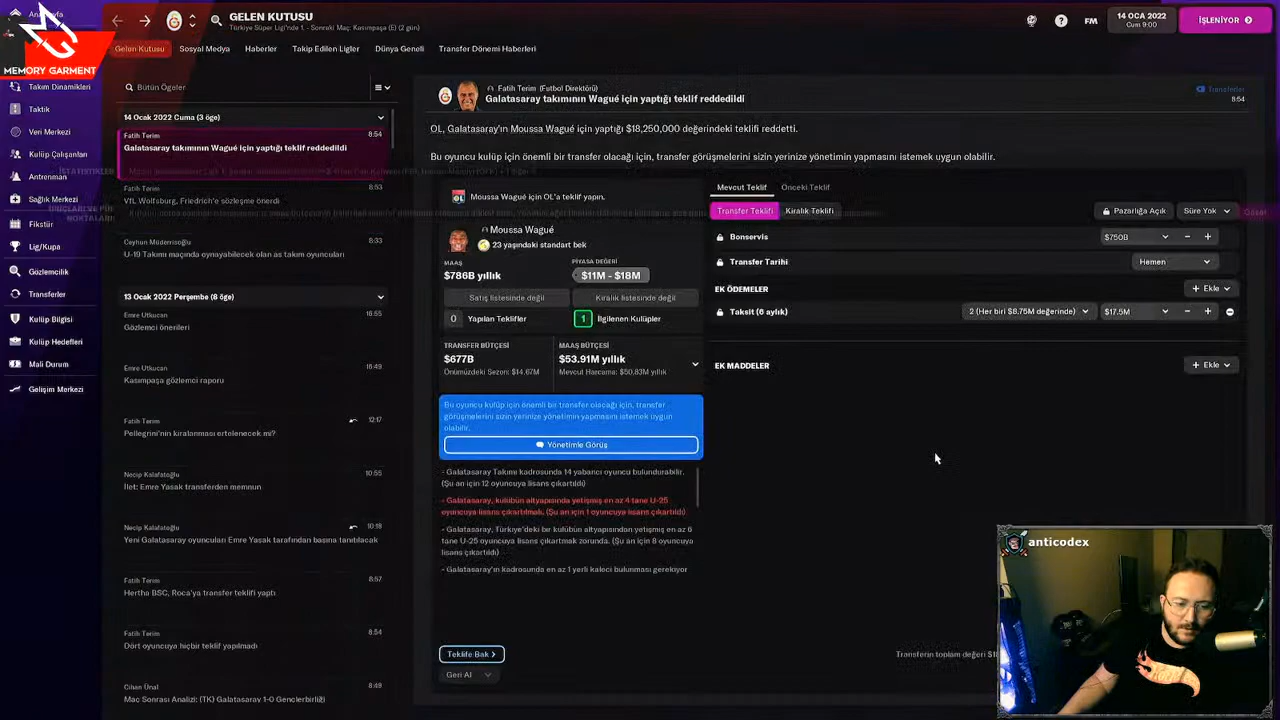 GELEN KUTUSU
Türkiye Süper Ligi'nde 1. - Sonraki Maç: Kasımpaşa (E) (2 gün)
FM
14 OCA 2022
Cum 9:00
İŞLENİYOR
MEMORY GARMENT
Gelen Kutusu
Sosyal Medya
Haberler
Takip Edilen Ligler
Dünya Geneli
Transfer Dönemi Haberleri
Takım Dinamikleri
Taktik
Veri Merkezi
Kulüp Çalışanları
Antrenman
Sağlık Merkezi
Fikstür
Lig/Kupa
Gözlemcilik
Transferler
Kulüp Bilgisi
Kulüp Hedefleri
Mali Durum
Gelişim Merkezi
Bütün Ögeler
14 Ocak 2022 Cuma (3 öge)
Fatih Terim
8:54
Galatasaray takımının Wagué için yaptığı teklif reddedildi
Fatih Terim
8:53
VfL Wolfsburg, Friedrich'e sözleşme önerdi
Ceyhun Müderrisoğlu
8:33
U-19 Takımı maçında oynayabilecek olan as takım oyuncuları
13 Ocak 2022 Perşembe (8 öge)
Emre Utkucan
16:55
Gözlemci önerileri
Emre Utkucan
16:49
Kasımpaşa gözlemci raporu
Fatih Terim
12:17
Pellegrini'nin kiralanması ertelenecek mi?
Necip Kalafatoğlu
10:55
İlet: Emre Yasak transferden memnun
Necip Kalafatoğlu
10:19
Yeni Galatasaray oyuncuları Emre Yasak tarafından basına tanıtılacak
Fatih Terim
8:57
Hertha BSC, Roca'ya transfer teklifi yaptı
Fatih Terim
8:54
Dört oyuncuya hiçbir teklif yapılmadı
Cihan Ünal
8:49
Maç Sonrası Analizi: (TK) Galatasaray 1-0 Gençlerbirliği
Fatih Terim (Futbol Direktörü)
Galatasaray takımının Wagué için yaptığı teklif reddedildi
Transferler
8:54
OL, Galatasaray'ın Moussa Wagué için yaptığı $18,250,000 değerindeki teklifi reddetti.
Bu oyuncu kulüp için önemli bir transfer olacağı için, transfer görüşmelerini sizin yerinize yönetimin yapmasını istemek uygun olabilir.
Moussa Wagué için OL'a teklif yapın.
Moussa Wagué
23 yaşındaki standart bek
MAAŞ
$786B yıllık
PİYASA DEĞERİ
$11M - $18M
Satış listesinde değil
Kiralık listesinde değil
0 Yapılan Teklifler
1 İlgilenen Kulüpler
TRANSFER BÜTÇESİ
$677B
Önümüzdeki Sezon: $14.67M
MAAŞ BÜTÇESİ
$53.91M yıllık
Mevcut Harcama: $50,83M yıllık
Bu oyuncu kulüp için önemli bir transfer olacağı için, transfer
görüşmelerini sizin yerinize yönetimin yapmasını istemek uygun
olabilir.
Yönetimle Görüş
- Galatasaray Takımı kadrosunda 14 yabancı oyuncu bulundurabilir.
(Şu an için 12 oyuncuya lisans çıkartıldı)
- Galatasaray, kulübün altyapısında yetişmiş en az 4 tane U-25
oyuncuya lisans çıkartılmalı. (Şu an için 1 oyuncuya lisans çıkartıldı)
- Galatasaray, Türkiye'deki bir kulübün altyapısından yetişmiş en az 6
tane U-25 oyuncuya lisans çıkartmak zorunda. (Şu an için 8 oyuncuya
lisans çıkartıldı)
- Galatasaray'ın kadrosunda en az 1 yerli kaleci bulunması gerekiyor
Teklife Bak
Geri Al
Mevcut Teklif
Önceki Teklif
Transfer Teklifi
Kiralık Teklifi
Pazarlığa Açık
Süre Yok
Bonservis
$750B
Transfer Tarihi
Hemen
EK ÖDEMELER
Ekle
Taksit (6 aylık)
2 (Her biri $8.75M değerinde)
$17.5M
EK MADDELER
Ekle
Transferin toplam değeri
anticodex